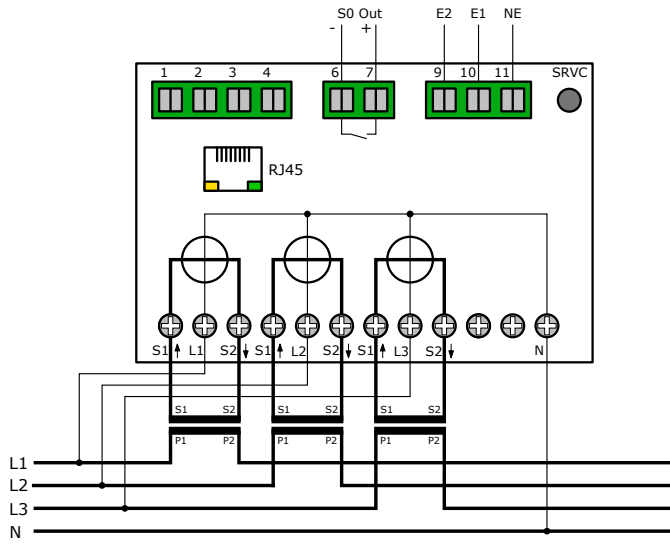 S0 Out E2 E1 NE
- +
1 2 3 4 6 7 9 10 11 SRVC
RJ45
S1 L1 S2 S1 L2 S2 S1 L3 S2 N
S1 S2 S1 S2 S1 S2
P1 P2 P1 P2 P1 P2
L1
L2
L3
N